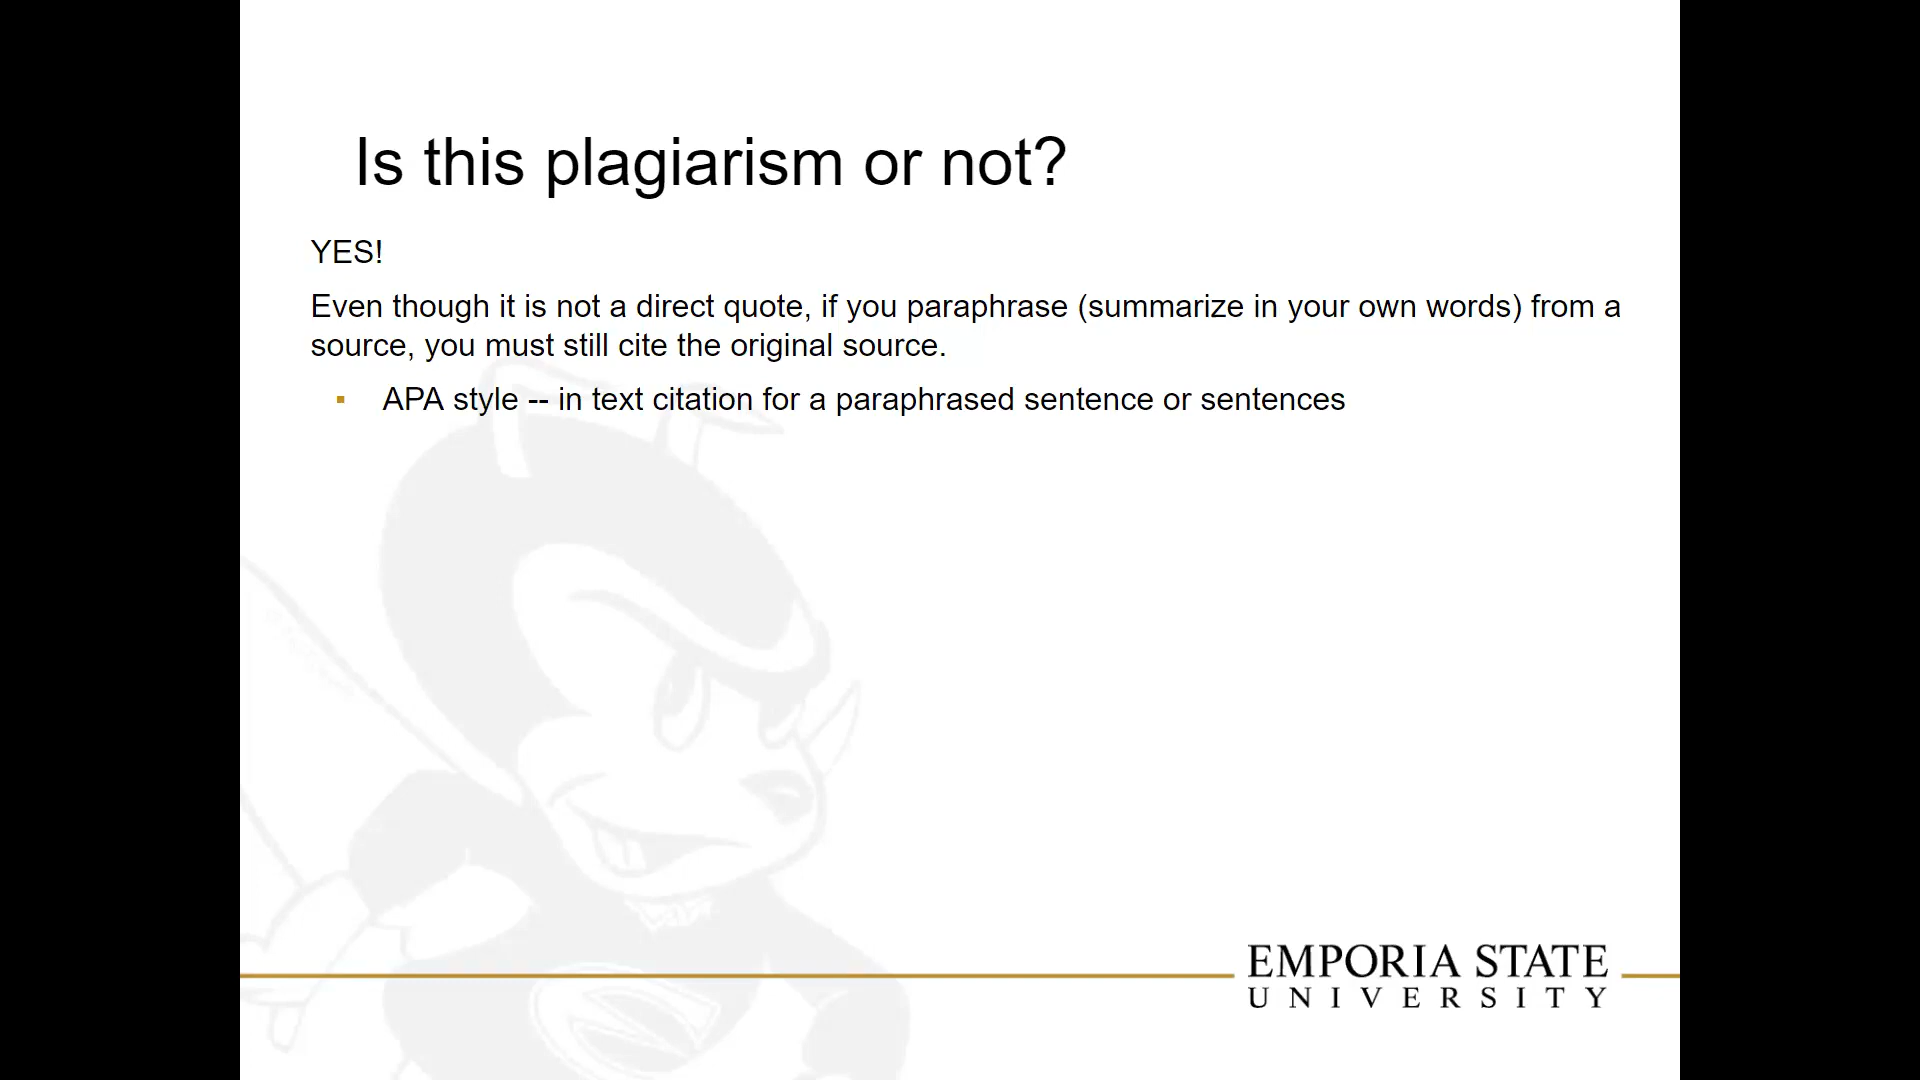 Is this plagiarism or not?
YES!
Even though it is not a direct quote, if you paraphrase (summarize in your own words) from a
source, you must still cite the original source.
▪ APA style -- in text citation for a paraphrased sentence or sentences
EMPORIA STATE
UNIVERSITY